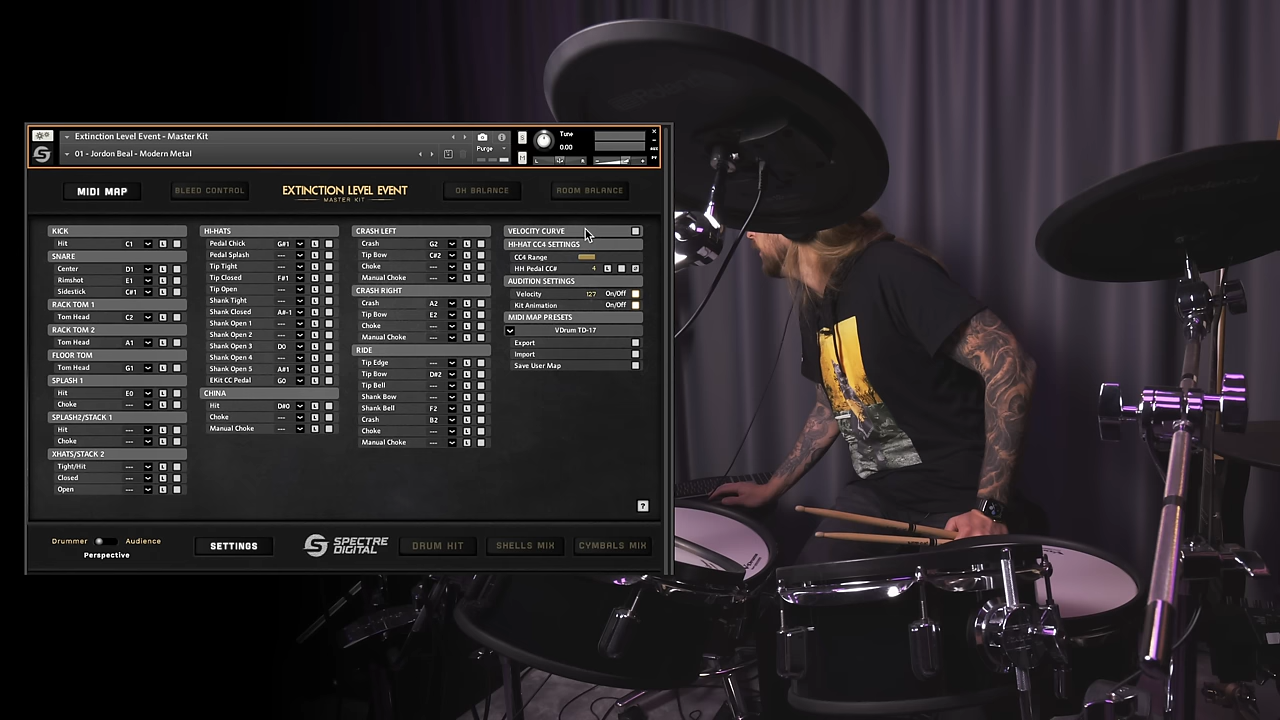 Extinction Level Event - Master Kit
01 - Jordon Beal - Modern Metal
Purge
S
M
Tune
0.00
L R
AUX
PV
MIDI MAP
BLEED CONTROL
EXTINCTION LEVEL EVENT
MASTER KIT
OH BALANCE
ROOM BALANCE
KICK
Hit C1 L
SNARE
Center D1 L
Rimshot E1 L
Sidestick C#1 L
RACK TOM 1
Tom Head C2 L
RACK TOM 2
Tom Head A1 L
FLOOR TOM
Tom Head G1 L
SPLASH 1
Hit E0 L
Choke --- L
SPLASH2/STACK 1
Hit --- L
Choke --- L
XHATS/STACK 2
Tight/Hit --- L
Closed --- L
Open --- L
HI-HATS
Pedal Chick G#1 L
Pedal Splash --- L
Tip Tight --- L
Tip Closed F#1 L
Tip Open --- L
Shank Tight --- L
Shank Closed A#-1 L
Shank Open 1 --- L
Shank Open 2 --- L
Shank Open 3 D0 L
Shank Open 4 --- L
Shank Open 5 A#1 L
EKit CC Pedal G0 L
CHINA
Hit D#0 L
Choke --- L
Manual Choke --- L
CRASH LEFT
Crash G2 L
Tip Bow C#2 L
Choke --- L
Manual Choke --- L
CRASH RIGHT
Crash A2 L
Tip Bow E2 L
Choke --- L
Manual Choke --- L
RIDE
Tip Edge --- L
Tip Bow D#2 L
Tip Bell --- L
Shank Bow --- L
Shank Bell F2 L
Crash B2 L
Choke --- L
Manual Choke --- L
VELOCITY CURVE
HI-HAT CC4 SETTINGS
CC4 Range
HH Pedal CC# 4 L
AUDITION SETTINGS
Velocity 127 On/Off
Kit Animation On/Off
MIDI MAP PRESETS
VDrum TD-17
Export
Import
Save User Map
?
Drummer Audience
Perspective
SETTINGS
SPECTRE
DIGITAL
DRUM HIT
SHELLS MIX
CYMBALS MIX
Roland